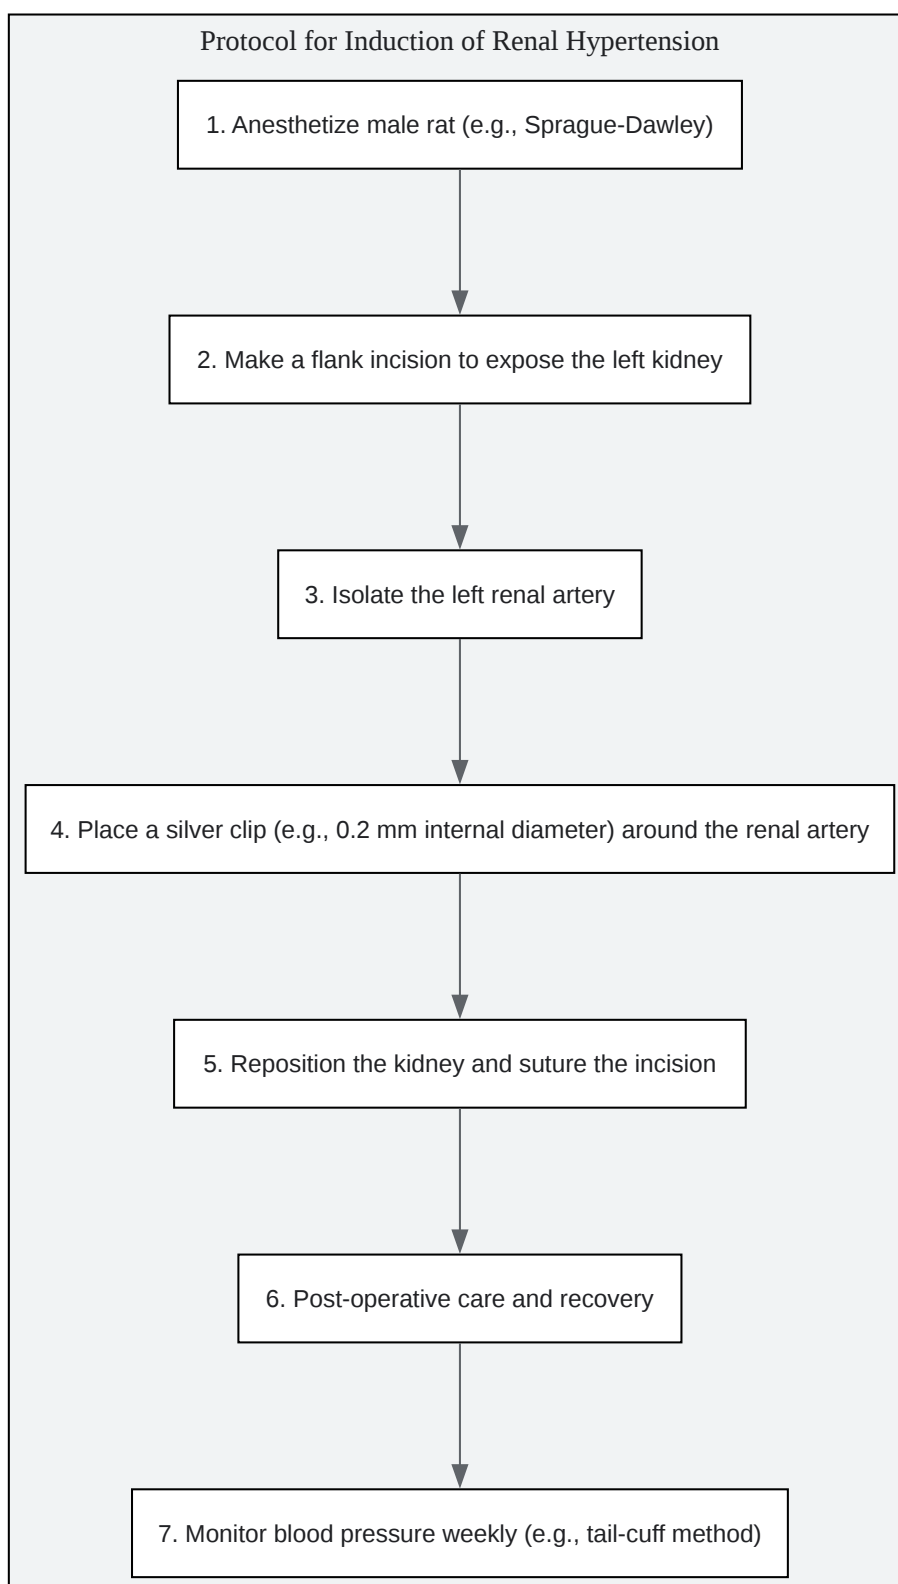 Protocol for Induction of Renal Hypertension
1. Anesthetize male rat (e.g., Sprague-Dawley)
2. Make a flank incision to expose the left kidney
3. Isolate the left renal artery
4. Place a silver clip (e.g., 0.2 mm internal diameter) around the renal artery
5. Reposition the kidney and suture the incision
6. Post-operative care and recovery
7. Monitor blood pressure weekly (e.g., tail-cuff method)